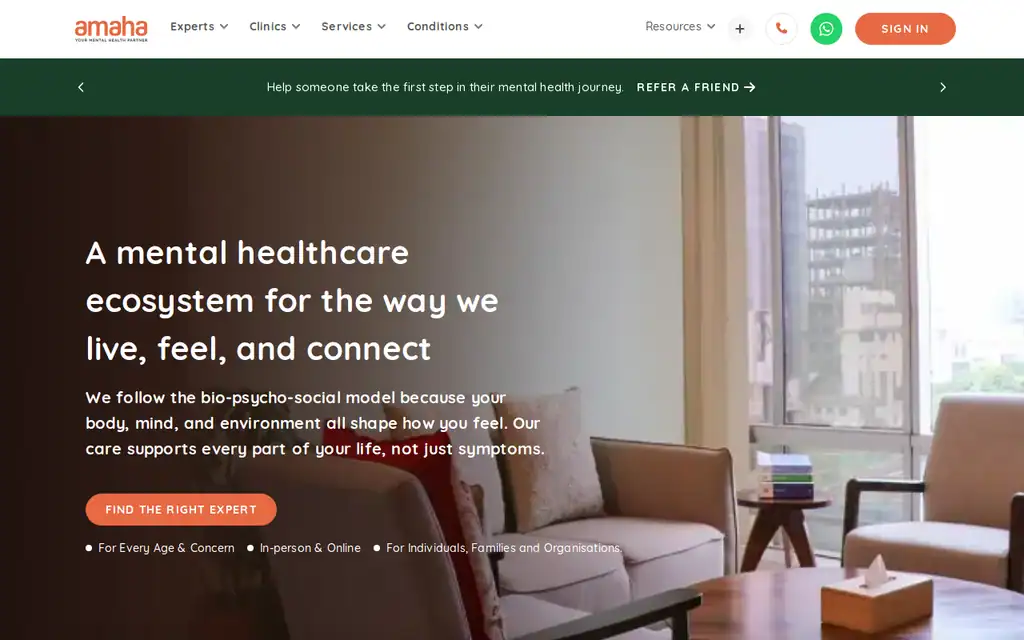 amaha
YOUR MENTAL HEALTH PARTNER
Experts
Clinics
Services
Conditions
Resources
SIGN IN
Help someone take the first step in their mental health journey. REFER A FRIEND
A mental healthcare
ecosystem for the way we
live, feel, and connect
We follow the bio-psycho-social model because your
body, mind, and environment all shape how you feel. Our
care supports every part of your life, not just symptoms.
FIND THE RIGHT EXPERT
For Every Age & Concern
In-person & Online
For Individuals, Families and Organisations.